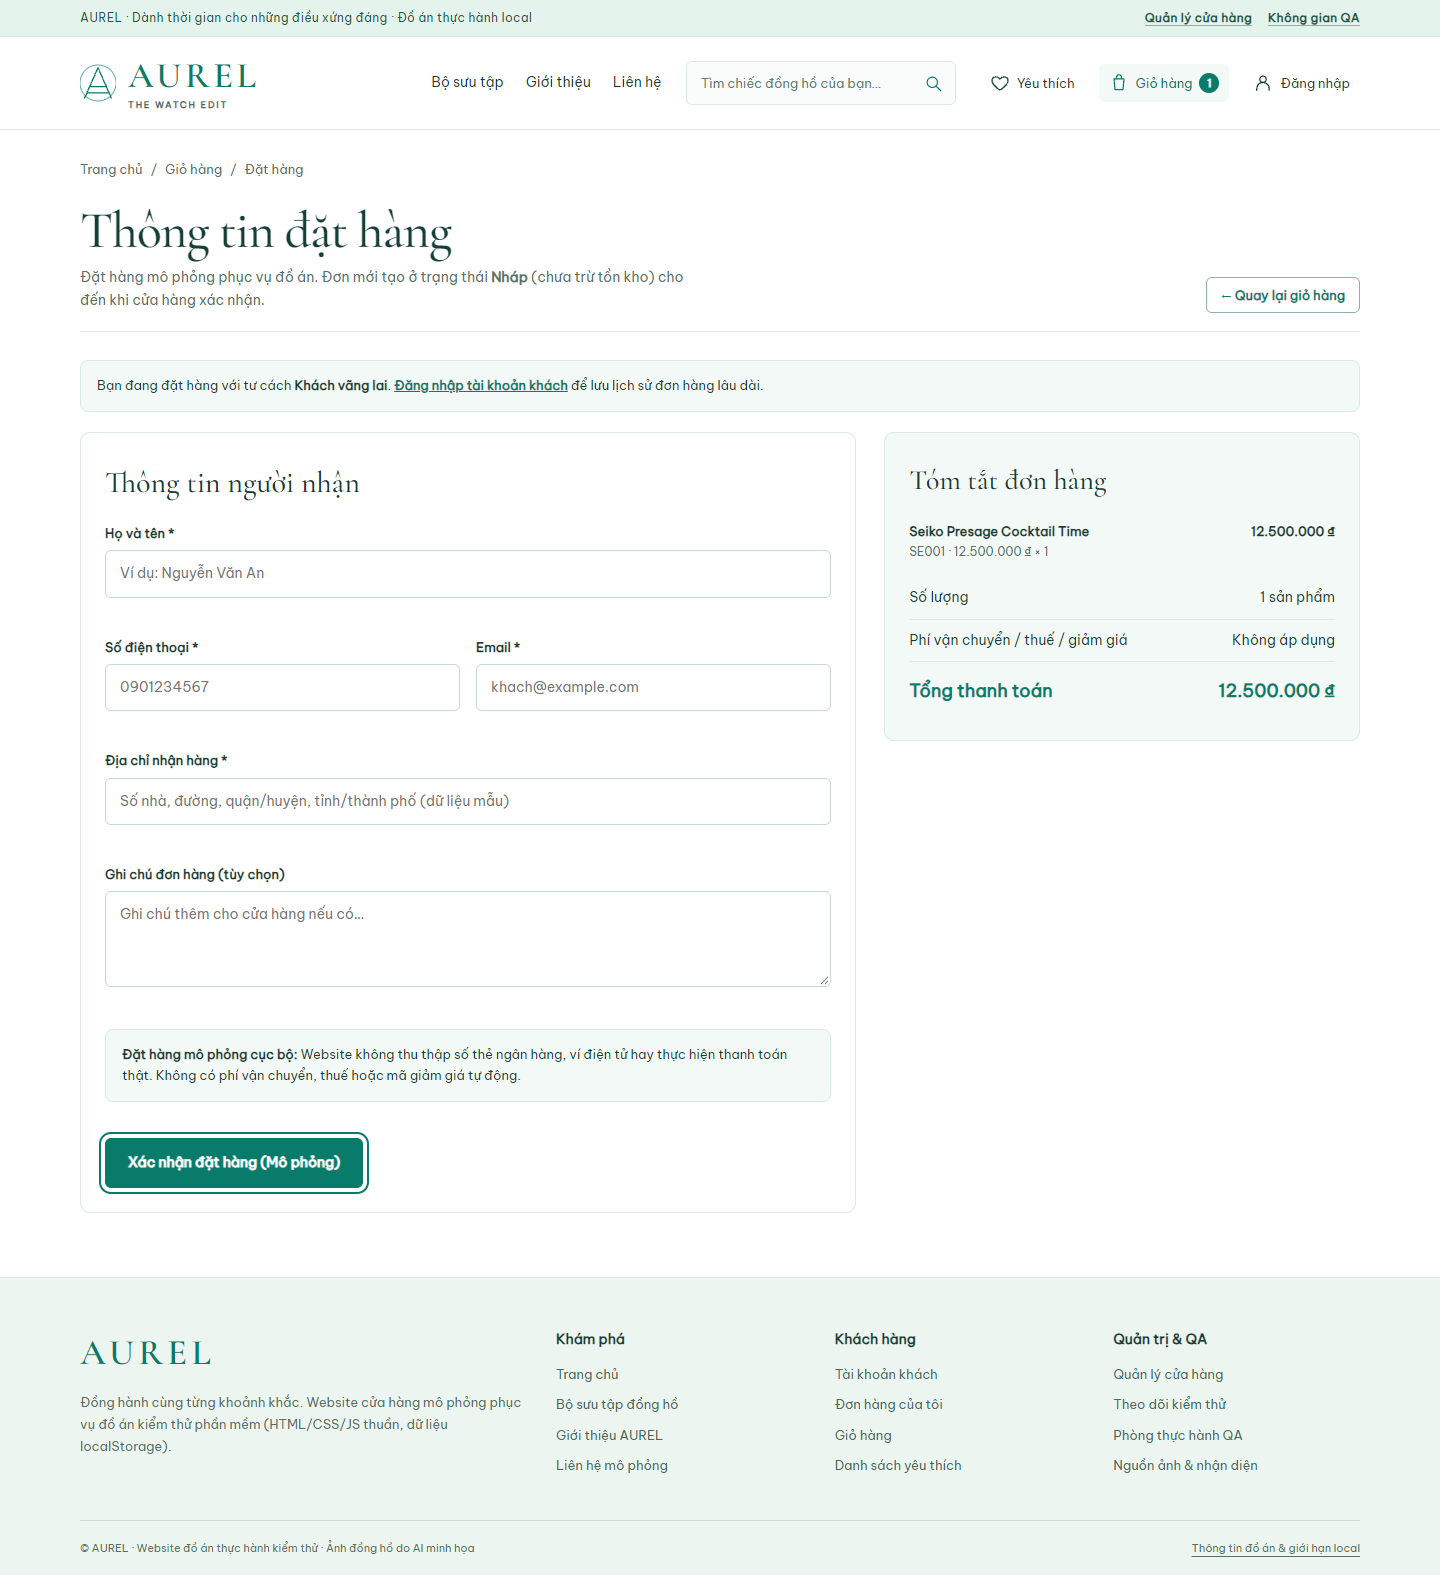 AUREL · Dành thời gian cho những điều xứng đáng · Đồ án thực hành local
Quản lý cửa hàng
Không gian QA
AUREL
THE WATCH EDIT
Bộ sưu tập
Giới thiệu
Liên hệ
Tìm chiếc đồng hồ của bạn...
Yêu thích
Giỏ hàng 1
Đăng nhập
Trang chủ / Giỏ hàng / Đặt hàng
Thông tin đặt hàng
Đặt hàng mô phỏng phục vụ đồ án. Đơn mới tạo ở trạng thái Nháp (chưa trừ tồn kho) cho
đến khi cửa hàng xác nhận.
← Quay lại giỏ hàng
Bạn đang đặt hàng với tư cách Khách vãng lai. Đăng nhập tài khoản khách để lưu lịch sử đơn hàng lâu dài.
Thông tin người nhận
Họ và tên *
Ví dụ: Nguyễn Văn An
Số điện thoại *
Email *
0901234567
khach@example.com
Địa chỉ nhận hàng *
Số nhà, đường, quận/huyện, tỉnh/thành phố (dữ liệu mẫu)
Ghi chú đơn hàng (tùy chọn)
Ghi chú thêm cho cửa hàng nếu có...
Đặt hàng mô phỏng cục bộ: Website không thu thập số thẻ ngân hàng, ví điện tử hay thực hiện thanh toán
thật. Không có phí vận chuyển, thuế hoặc mã giảm giá tự động.
Xác nhận đặt hàng (Mô phỏng)
Tóm tắt đơn hàng
Seiko Presage Cocktail Time
12.500.000 ₫
SE001 · 12.500.000 ₫ × 1
Số lượng
1 sản phẩm
Phí vận chuyển / thuế / giảm giá
Không áp dụng
Tổng thanh toán
12.500.000 ₫
AUREL
Đồng hành cùng từng khoảnh khắc. Website cửa hàng mô phỏng phục
vụ đồ án kiểm thử phần mềm (HTML/CSS/JS thuần, dữ liệu
localStorage).
Khám phá
Trang chủ
Bộ sưu tập đồng hồ
Giới thiệu AUREL
Liên hệ mô phỏng
Khách hàng
Tài khoản khách
Đơn hàng của tôi
Giỏ hàng
Danh sách yêu thích
Quản trị & QA
Quản lý cửa hàng
Theo dõi kiểm thử
Phòng thực hành QA
Nguồn ảnh & nhận diện
© AUREL · Website đồ án thực hành kiểm thử · Ảnh đồng hồ do AI minh họa
Thông tin đồ án & giới hạn local